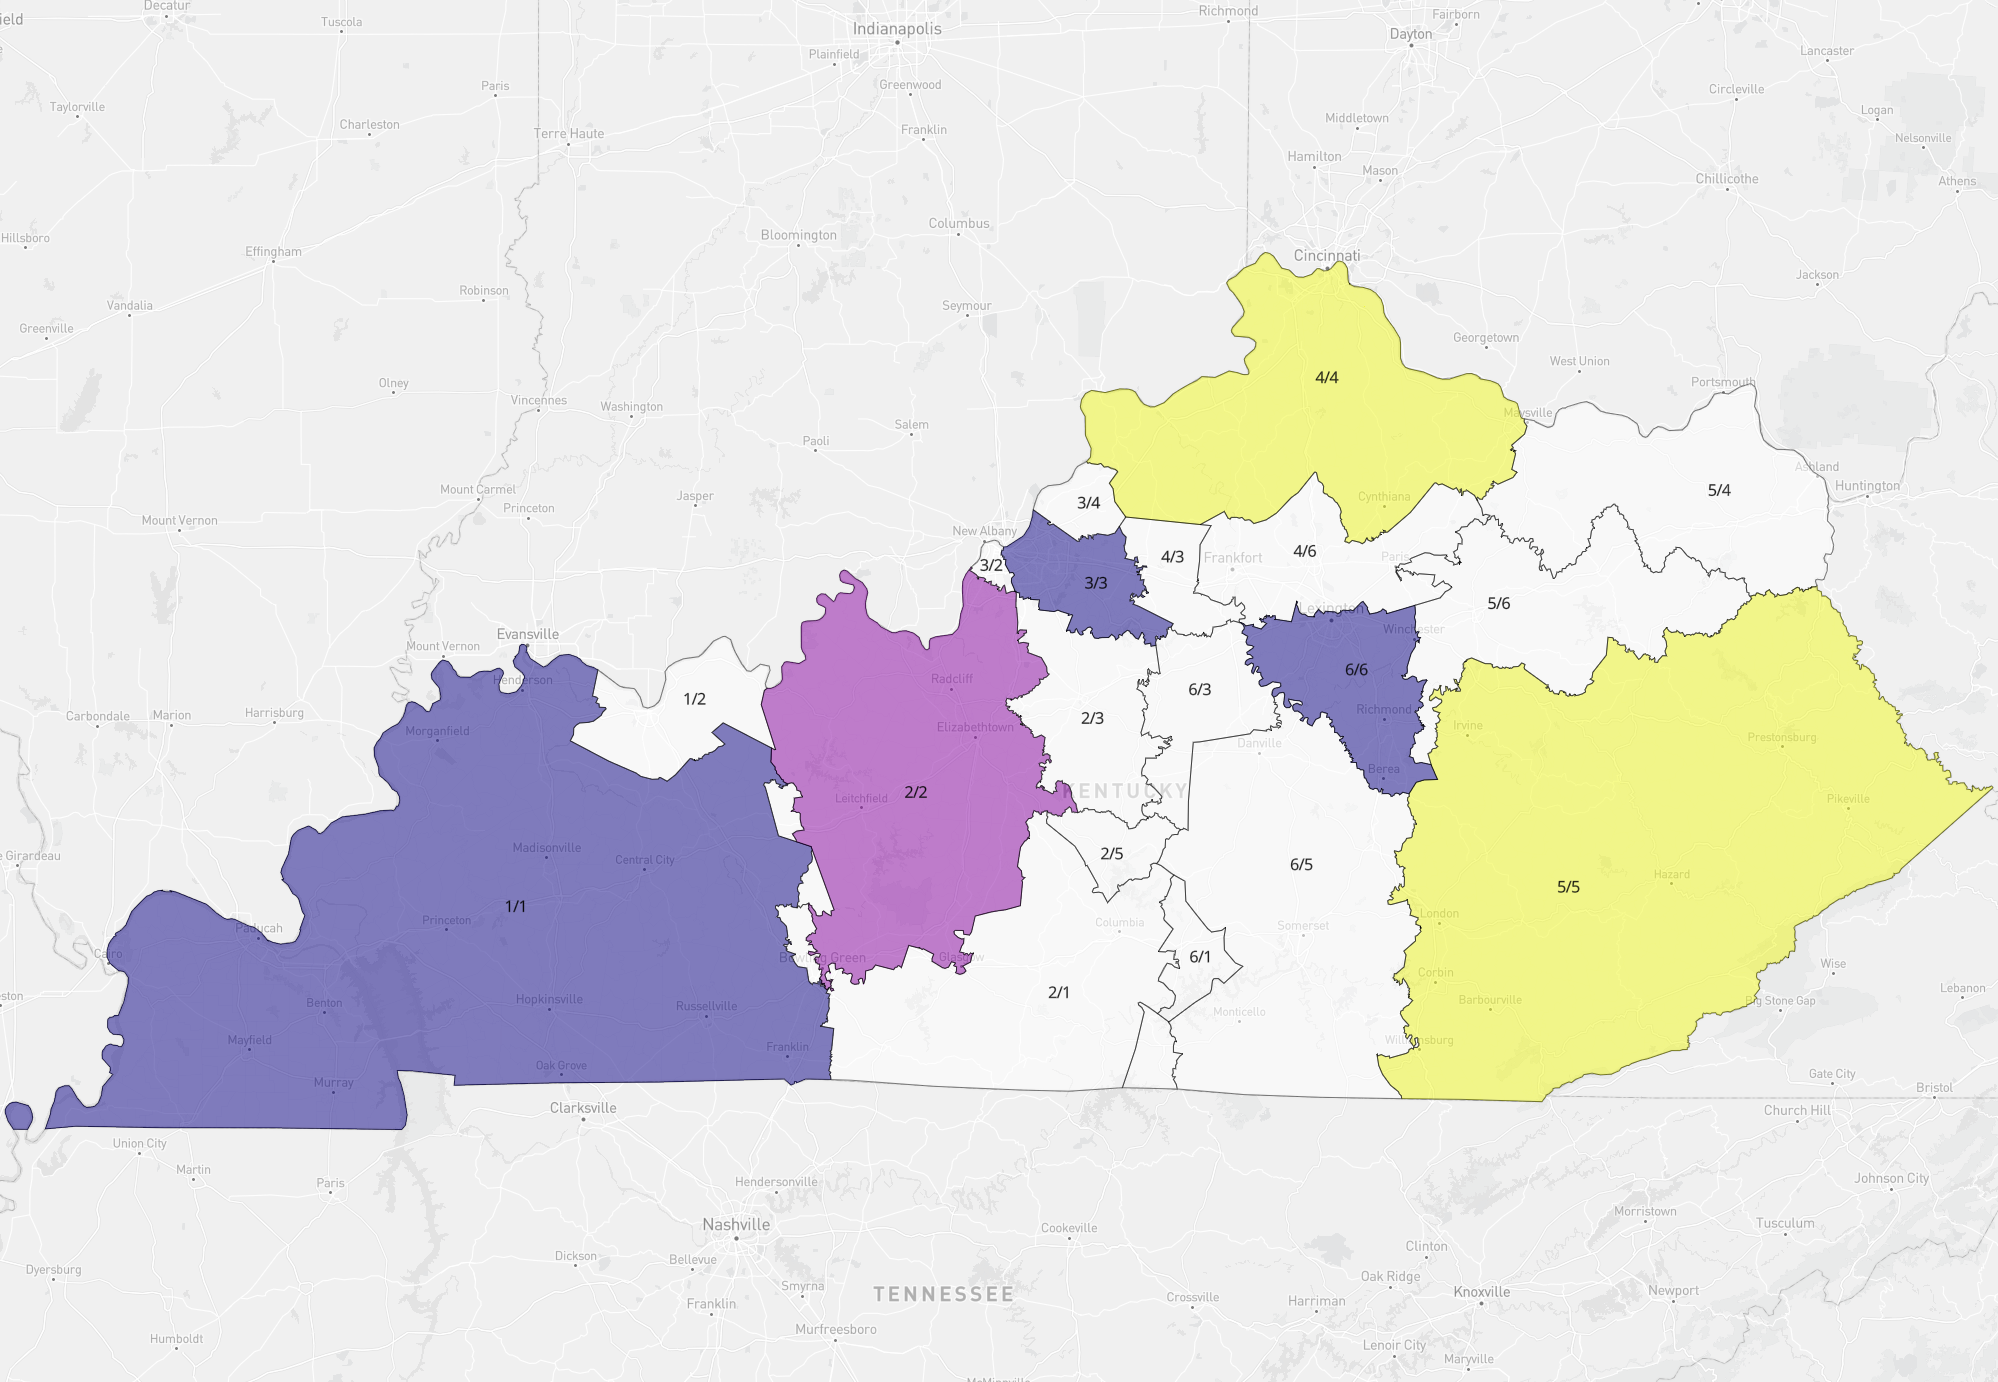 Decatur
Tuscola
Indianapolis
Richmond
Fairborn
Dayton
Plainfield
Lancaster
Paris
Greenwood
Circleville
Taylorville
Charleston
Terre Haute
Franklin
Middletown
Logan
Nelsonville
Hamilton
Mason
Chillicothe
Athens
Hillsboro
Effingham
Bloomington
Columbus
Cincinnati
Jackson
Vandalia
Robinson
Seymour
Greenville
Georgetown
West Union
Olney
4/4
Portsmouth
Vincennes
Washington
Maysville
Salem
Paoli
Ashland
Mount Carmel
Jasper
Huntington
5/4
Princeton
Cynthiana
3/4
Mount Vernon
New Albany
Frankfort
4/3
4/6
Paris
3/2
3/3
5/6
Lexington
Evansville
Winchester
Mount Vernon
Henderson
Radcliff
6/6
1/2
6/3
Carbondale
Marion
Harrisburg
Richmond
Morganfield
Elizabethtown
2/3
Irvine
Danville
Prestonsburg
Berea
2/2
KENTUCKY
Leitchfield
Pikeville
Madisonville
Central City
2/5
6/5
Hazard
5/5
1/1
Princeton
Columbia
London
Paducah
Somerset
Cairo
Bowling Green
Glasgow
6/1
Wise
Corbin
Lebanon
Benton
Hopkinsville
Russellville
2/1
Monticello
Barbourville
Big Stone Gap
Mayfield
Franklin
Williamsburg
Oak Grove
Murray
Gate City
Bristol
Clarksville
Church Hill
Union City
Martin
Paris
Hendersonville
Johnson City
Nashville
Cookeville
Morristown
Tusculum
Dickson
Bellevue
Clinton
Dyersburg
Smyrna
TENNESSEE
Oak Ridge
Crossville
Harriman
Knoxville
Newport
Franklin
Murfreesboro
Humboldt
Lenoir City
Maryville